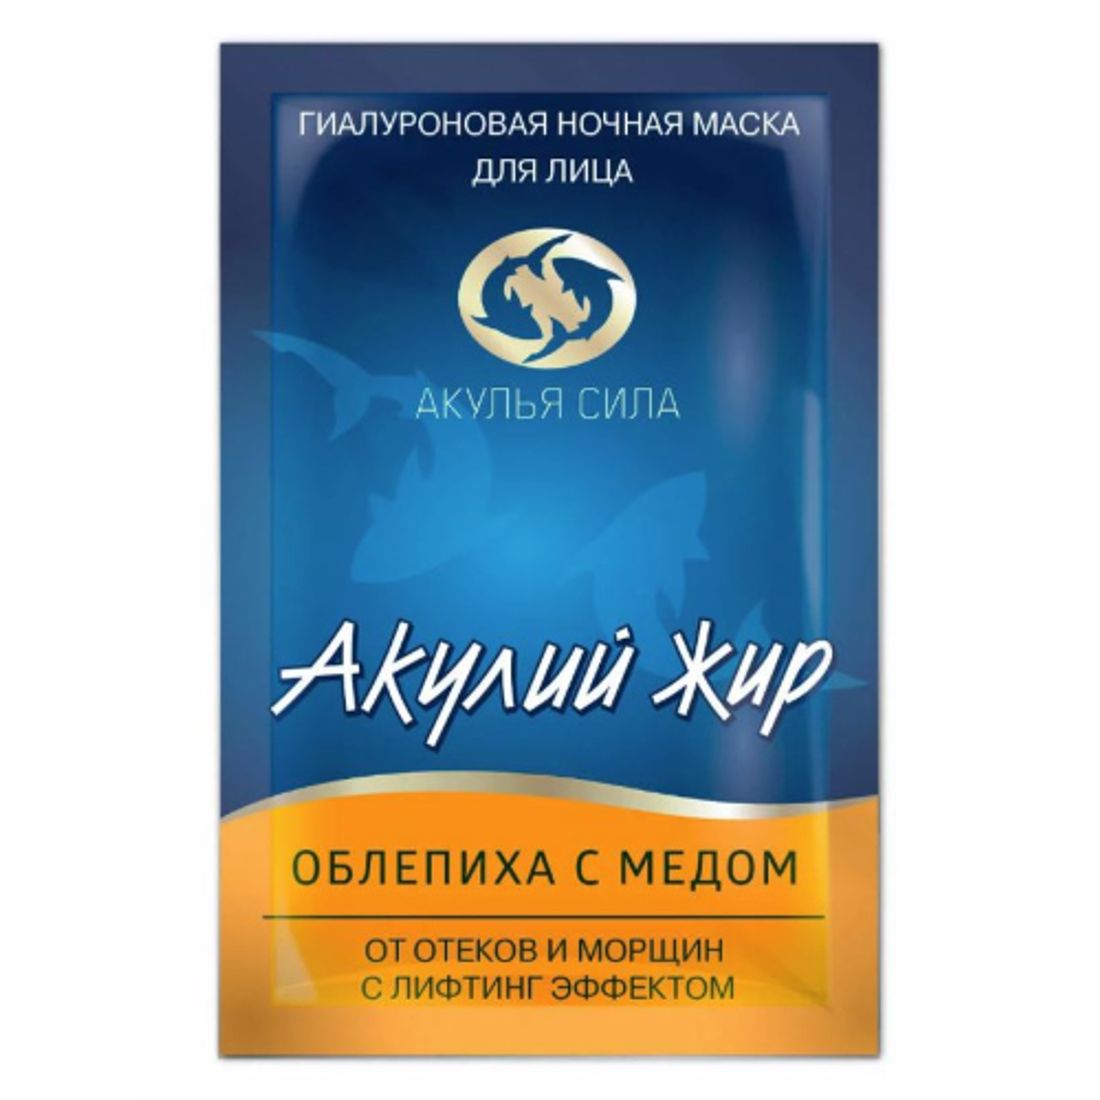 ГИАЛУРОНОВАЯ НОЧНАЯ МАСКА
ДЛЯ ЛИЦА
АКУЛЬЯ СИЛА
Акулий жир
ОБЛЕПИХА С МЕДОМ
ОТ ОТЕКОВ И МОРЩИН
С ЛИФТИНГ ЭФФЕКТОМ